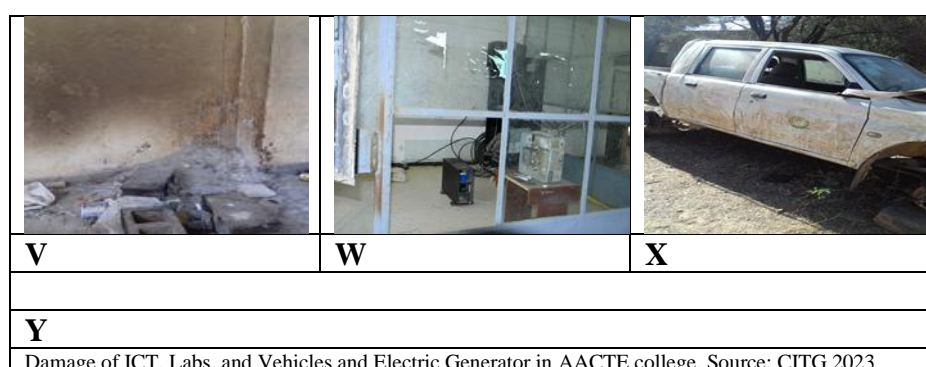 V W X
Y
Damage of ICT, Labs, and Vehicles and Electric Generator in AACTE college Source: CITG 2023